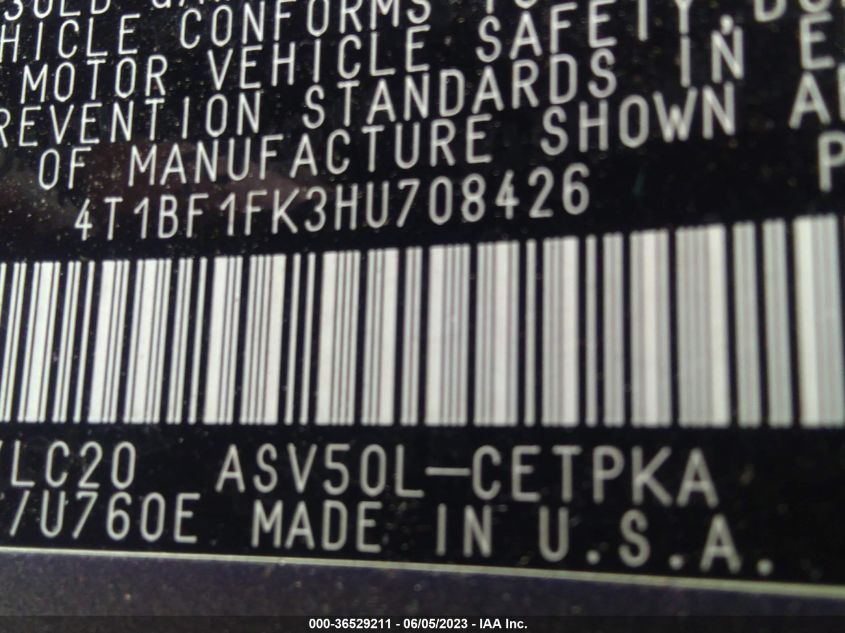 VEHICLE CONFORMS TO
MOTOR VEHICLE SAFETY,
PREVENTION STANDARDS IN E
OF MANUFACTURE SHOWN A
4T1BF1FK3HU708426 P
LC20 ASV50L-CETPKA
/U760E MADE IN U.S.A.
000-36529211 - 06/05/2023 - IAA Inc.